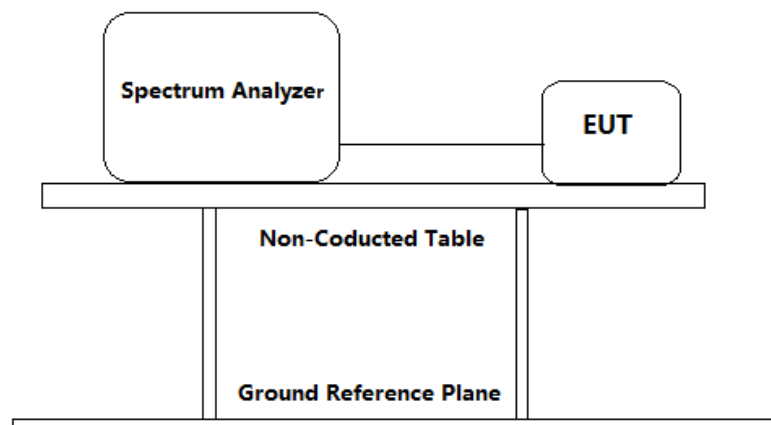 Spectrum Analyzer
EUT
Non-Coducted Table
Ground Reference Plane